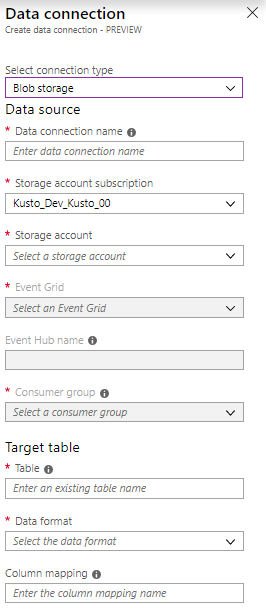 Data connection
Create data connection - PREVIEW
Select connection type
Blob storage
Data source
* Data connection name
Enter data connection name
* Storage account subscription
Kusto_Dev_Kusto_00
* Storage account
Select a storage account
* Event Grid
Select an Event Grid
Event Hub name
* Consumer group
Select a consumer group
Target table
* Table
Enter an existing table name
* Data format
Select the data format
Column mapping
Enter the column mapping name